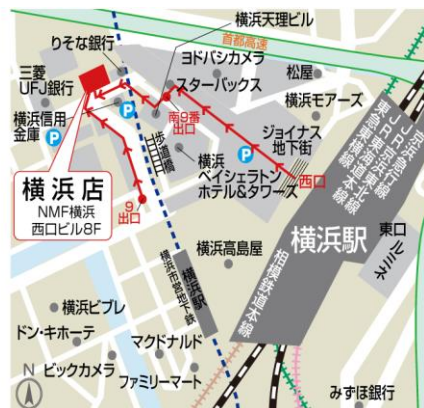 横浜天理ビル
首都高速
りそな銀行
ヨドバシカメラ
松屋
三菱
UFJ銀行
スターバックス
横浜モアーズ
横浜信用
金庫
P
南9番
出口
ジョイナス
地下街
P
歩道橋
横浜
ベイシェラトン
ホテル&タワーズ
西口
横浜店
NMF横浜
西口ビル8F
9
出口
京浜急行線
JR京浜東北線
JR東海道本線
東急東横線
横浜駅
東口
ルミネ
横浜高島屋
相模鉄道本線
横浜市営地下鉄
横浜駅
横浜ビブレ
ドン・キホーテ
マクドナルド
ビックカメラ
ファミリーマート
みずほ銀行
N